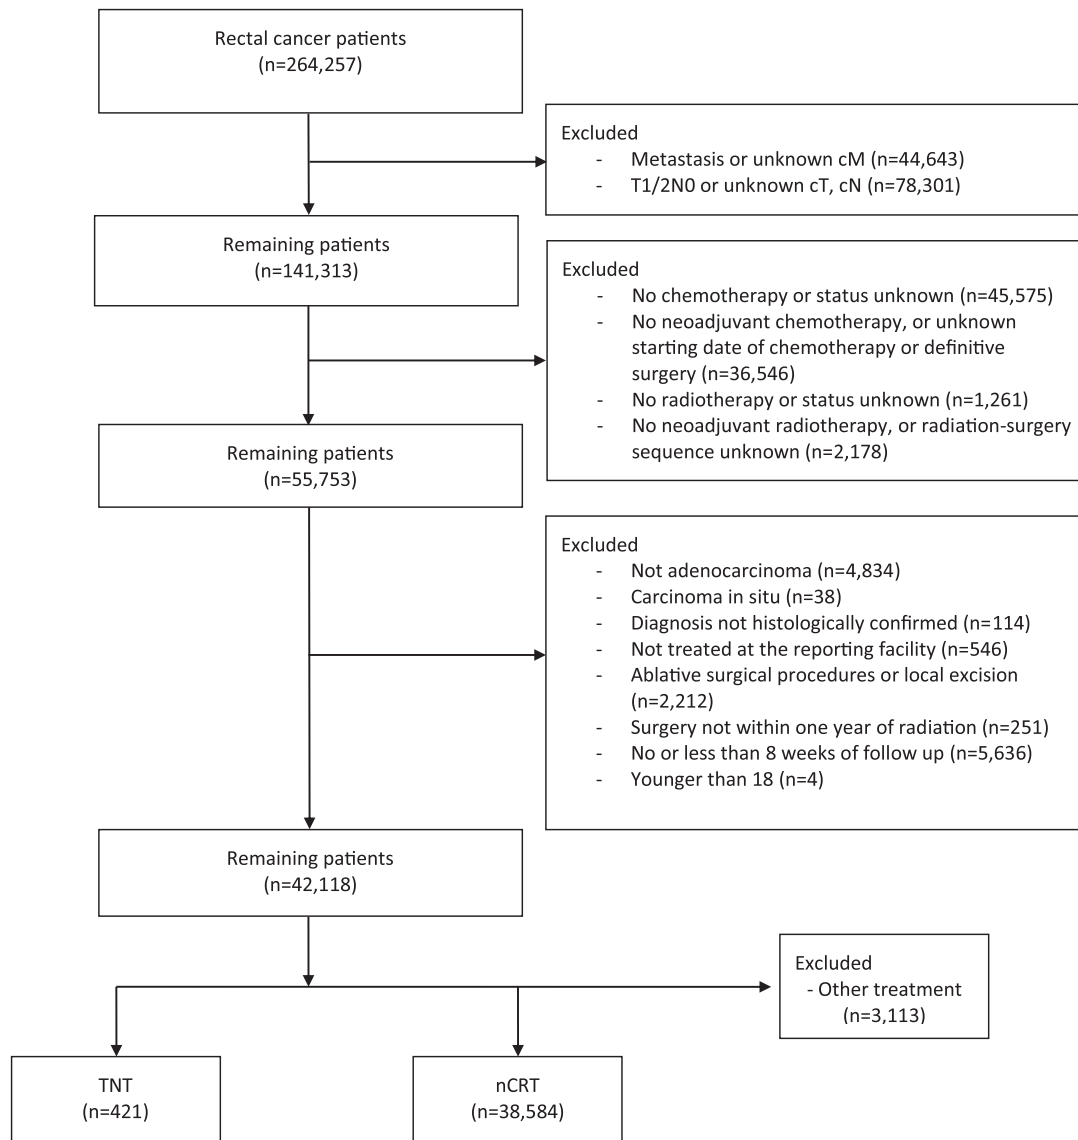 Rectal cancer patients
(n=264,257)
Excluded
- Metastasis or unknown cM (n=44,643)
- T1/2N0 or unknown cT, cN (n=78,301)
Remaining patients
(n=141,313)
Excluded
- No chemotherapy or status unknown (n=45,575)
- No neoadjuvant chemotherapy, or unknown
starting date of chemotherapy or definitive
surgery (n=36,546)
- No radiotherapy or status unknown (n=1,261)
- No neoadjuvant radiotherapy, or radiation-surgery
sequence unknown (n=2,178)
Remaining patients
(n=55,753)
Excluded
- Not adenocarcinoma (n=4,834)
- Carcinoma in situ (n=38)
- Diagnosis not histologically confirmed (n=114)
- Not treated at the reporting facility (n=546)
- Ablative surgical procedures or local excision
(n=2,212)
- Surgery not within one year of radiation (n=251)
- No or less than 8 weeks of follow up (n=5,636)
- Younger than 18 (n=4)
Remaining patients
(n=42,118)
Excluded
- Other treatment
(n=3,113)
TNT
(n=421)
nCRT
(n=38,584)